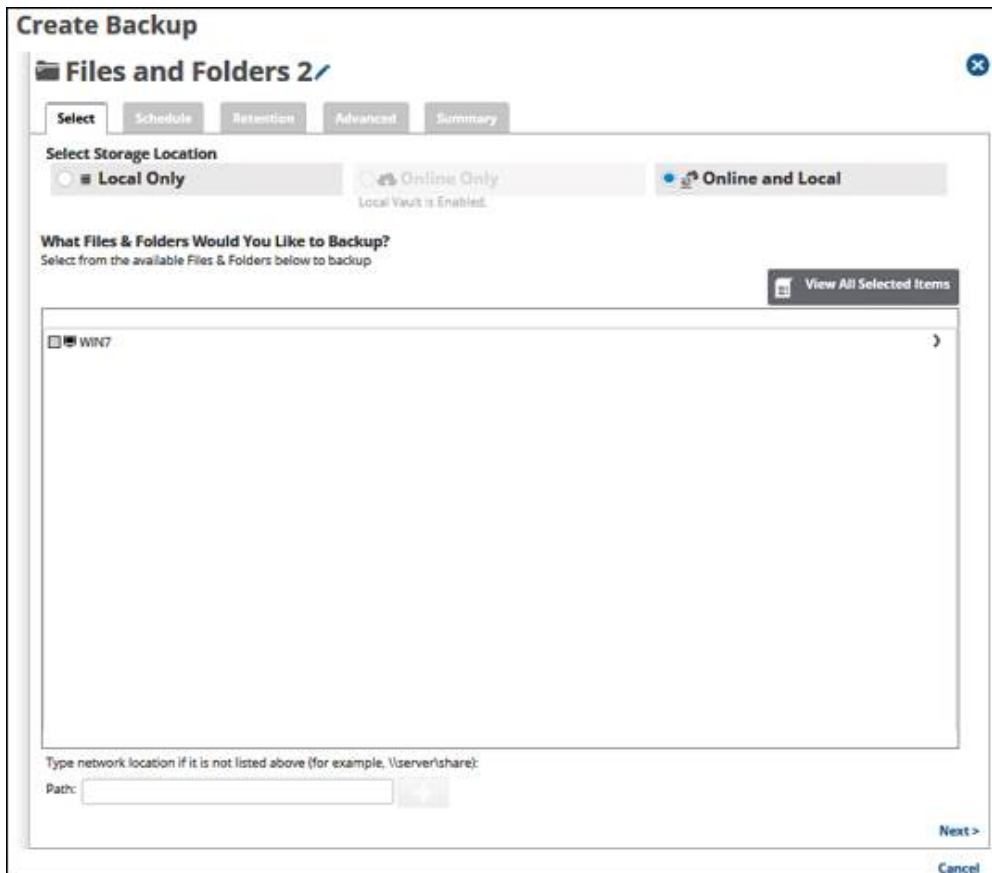 Create Backup
Files and Folders 2
Select Schedule Retention Advanced Summary
Select Storage Location
Local Only Online Only Online and Local
Local Vault is Enabled.
What Files & Folders Would You Like to Backup?
Select from the available Files & Folders below to backup
View All Selected Items
WIN7
Type network location if it is not listed above (for example, \\server\share):
Path:
Next >
Cancel